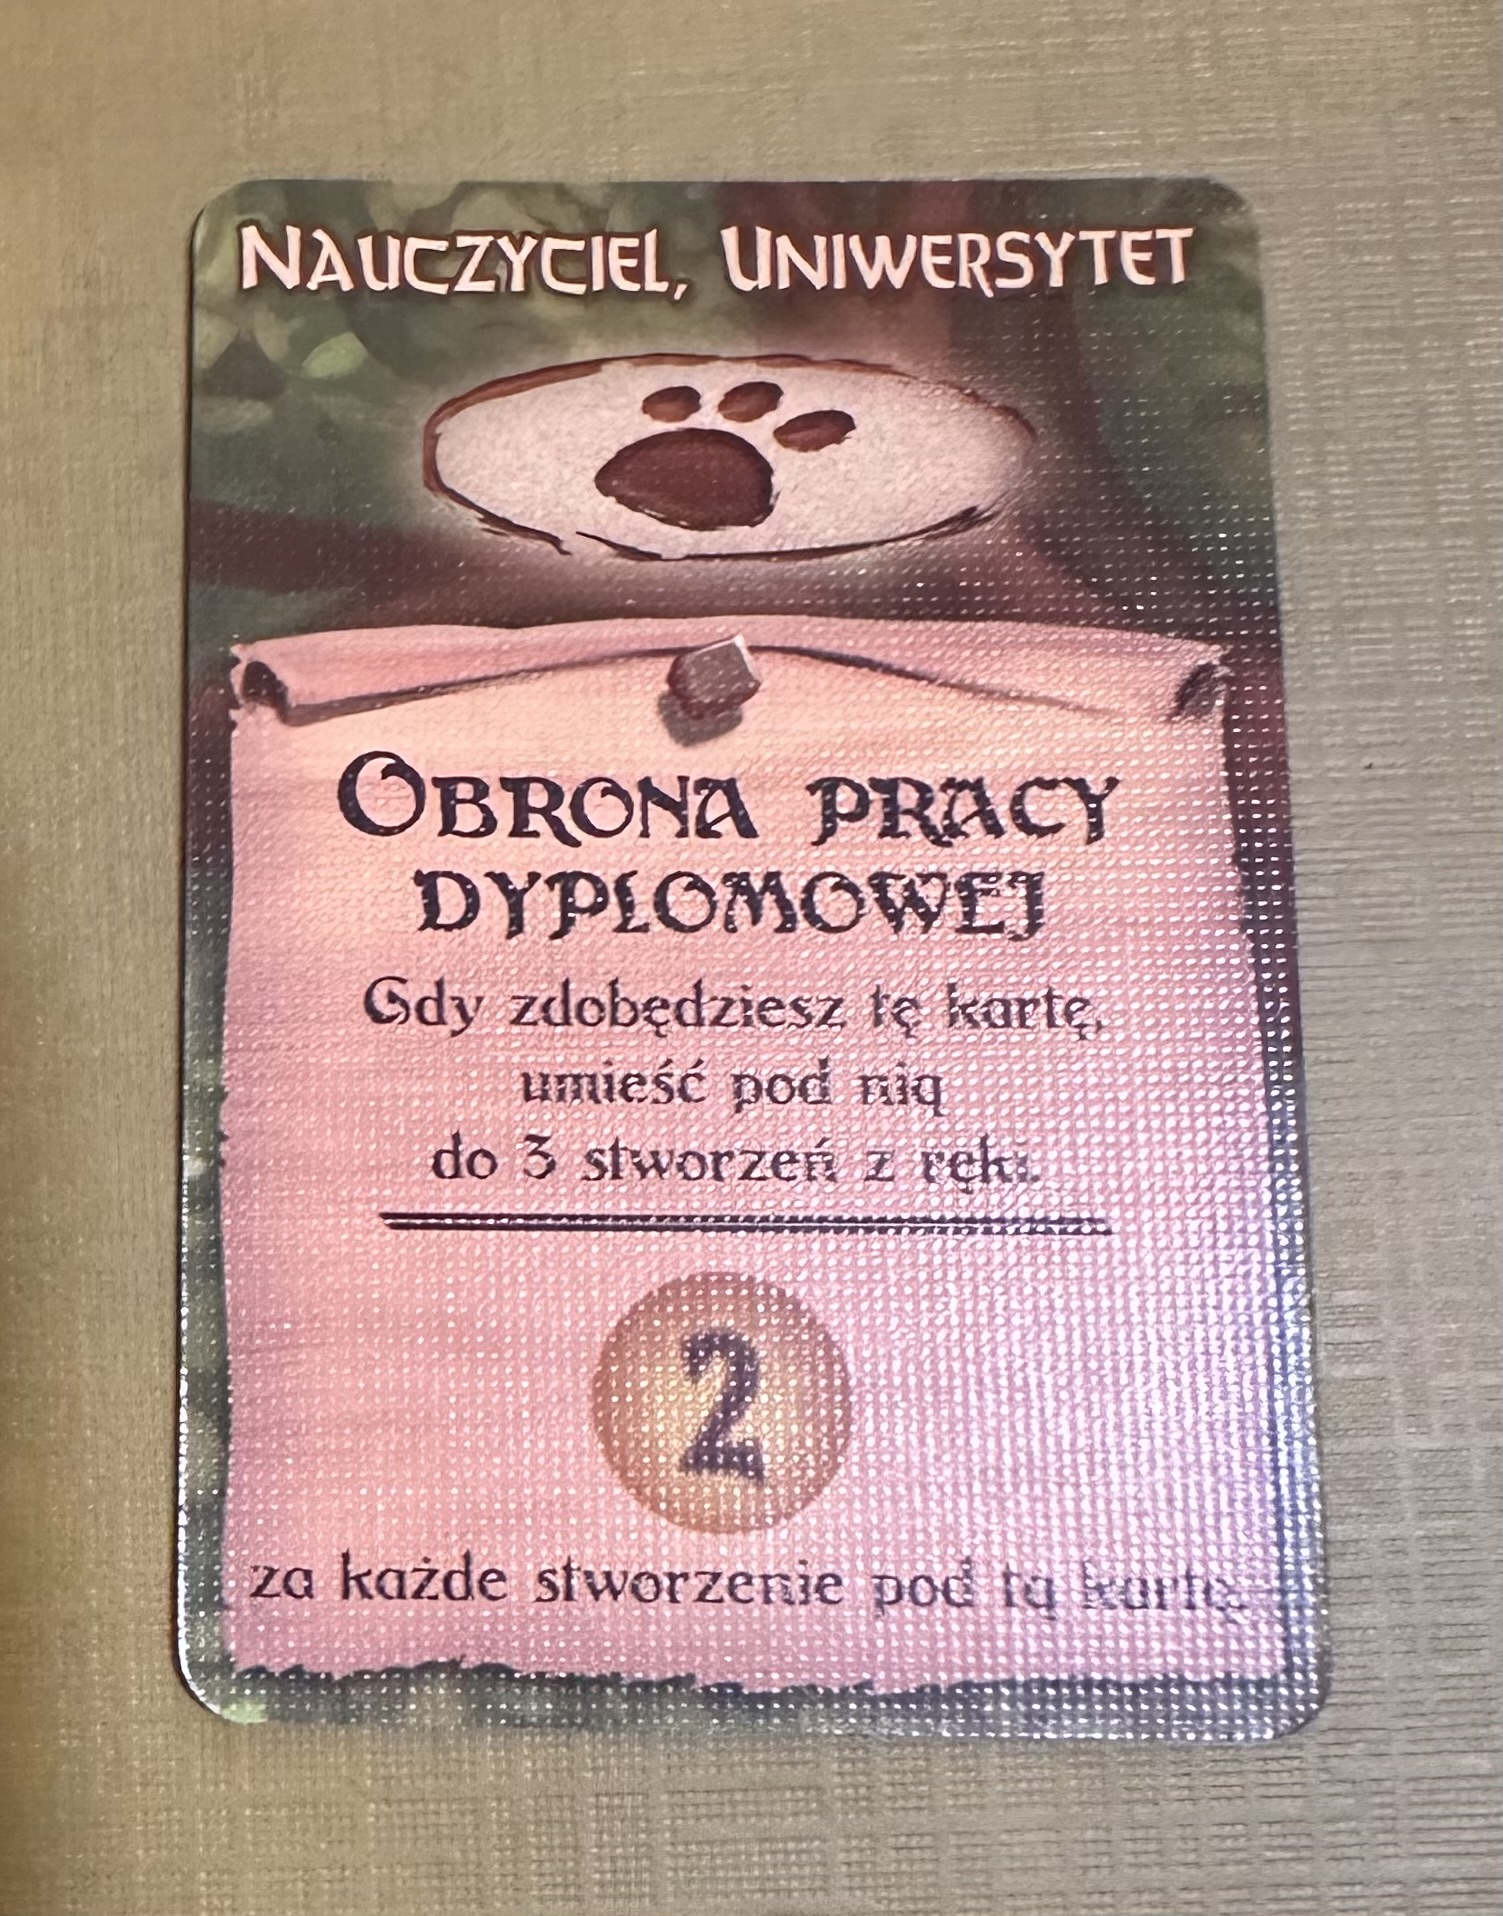 Nauczyciel, Uniwersytet
Obrona pracy
dyplomowej
Gdy zdobędziesz tę kartę,
umieść pod nią
do 3 stworzeń z ręki.
2
za każde stworzenie pod tą kartą.